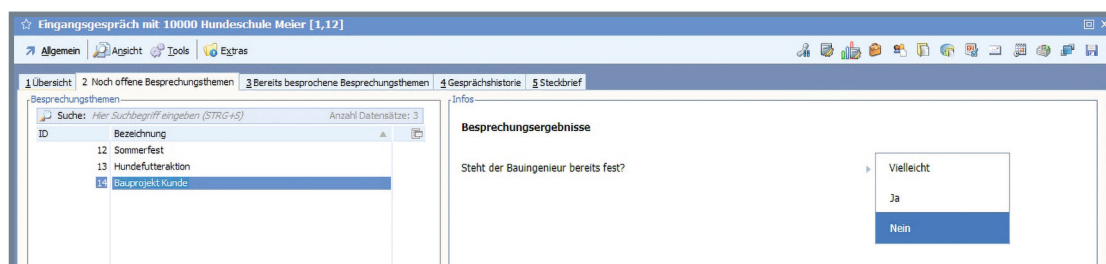 Eingangsgespräch mit 10000 Hundeschule Meier [1,12]
Allgemein Ansicht Tools Extras
1 Übersicht 2 Noch offene Besprechungsthemen 3 Bereits besprochene Besprechungsthemen 4 Gesprächshistorie 5 Steckbrief
Besprechungsthemen
Suche: Hier Suchbegriff eingeben (STRG+S) Anzahl Datensätze: 3
ID Bezeichnung
12 Sommerfest
13 Hundefutteraktion
14 Bauprojekt Kunde
Infos
Besprechungsergebnisse
Steht der Bauingenieur bereits fest?
Vielleicht
Ja
Nein